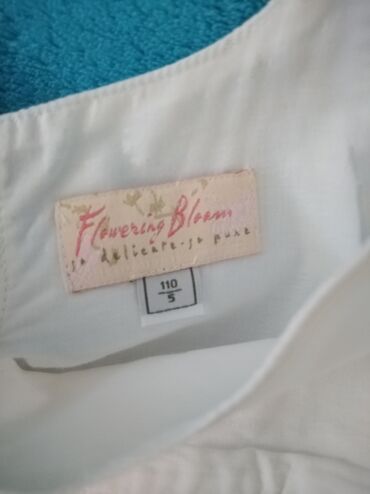 Flowering Bloom
so delicate-so pure
110
5